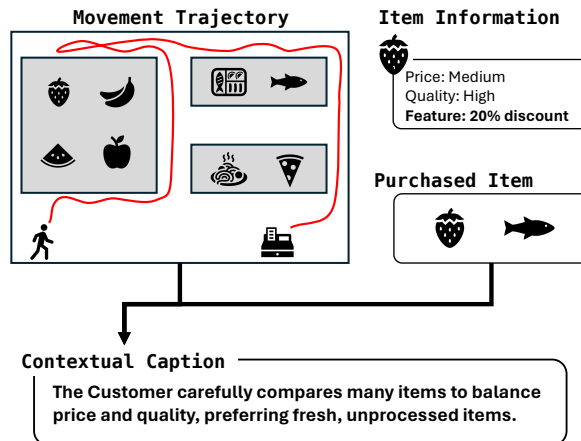 Movement Trajectory
Item Information
Price: Medium
Quality: High
Feature: 20% discount
Purchased Item
Contextual Caption
The Customer carefully compares many items to balance
price and quality, preferring fresh, unprocessed items.